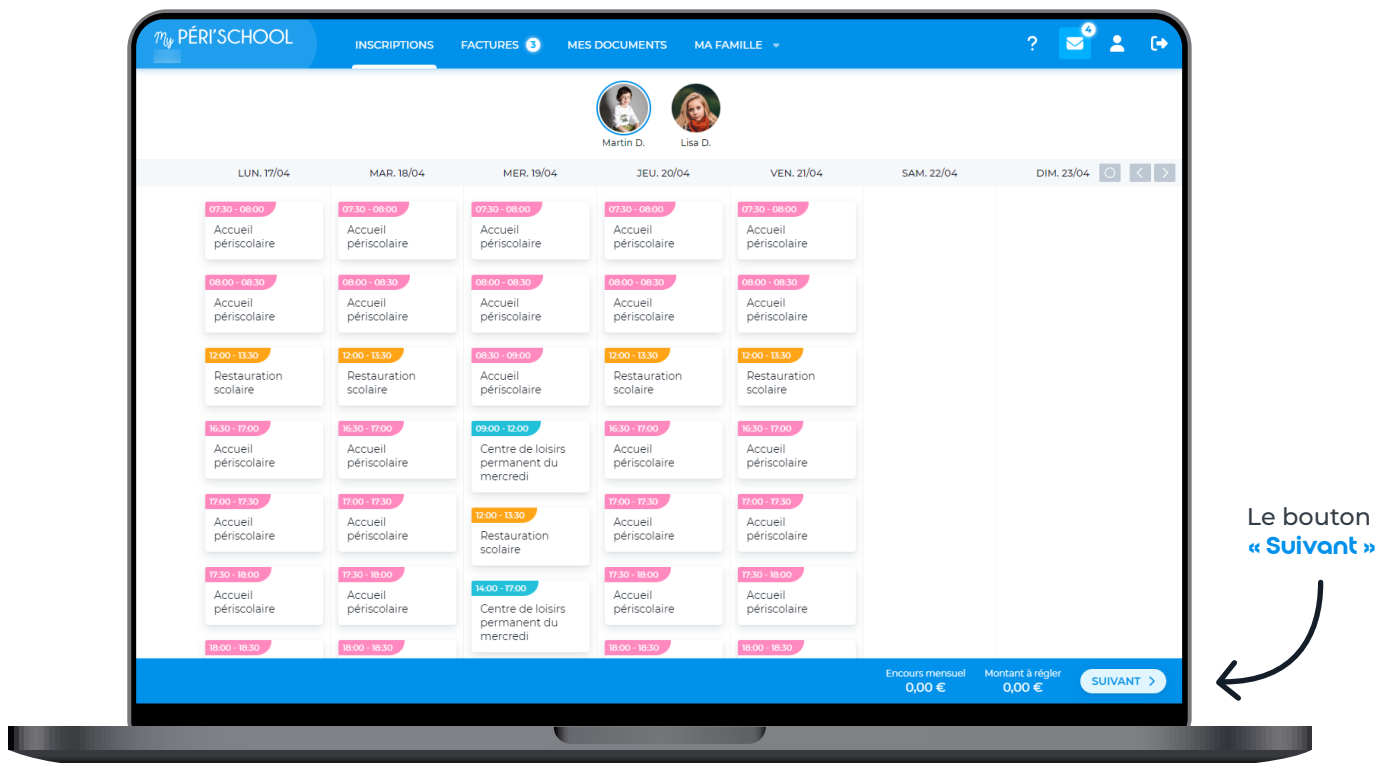 My PÉRI'SCHOOL
INSCRIPTIONS
FACTURES 3
MES DOCUMENTS
MA FAMILLE
?
4
Martin D.
Lisa D.
LUN. 17/04
MAR. 18/04
MER. 19/04
JEU. 20/04
VEN. 21/04
SAM. 22/04
DIM. 23/04
07:30 - 08:00
Accueil
périscolaire
08:00 - 08:30
Accueil
périscolaire
12:00 - 13:30
Restauration
scolaire
16:30 - 17:00
Accueil
périscolaire
17:00 - 17:30
Accueil
périscolaire
17:30 - 18:00
Accueil
périscolaire
18:00 - 18:30
07:30 - 08:00
Accueil
périscolaire
08:00 - 08:30
Accueil
périscolaire
12:00 - 13:30
Restauration
scolaire
16:30 - 17:00
Accueil
périscolaire
17:00 - 17:30
Accueil
périscolaire
17:30 - 18:00
Accueil
périscolaire
18:00 - 18:30
07:30 - 08:00
Accueil
périscolaire
08:00 - 08:30
Accueil
périscolaire
08:30 - 09:00
Accueil
périscolaire
09:00 - 12:00
Centre de loisirs
permanent du
mercredi
12:00 - 13:30
Restauration
scolaire
14:00 - 17:00
Centre de loisirs
permanent du
mercredi
07:30 - 08:00
Accueil
périscolaire
08:00 - 08:30
Accueil
périscolaire
12:00 - 13:30
Restauration
scolaire
16:30 - 17:00
Accueil
périscolaire
17:00 - 17:30
Accueil
périscolaire
17:30 - 18:00
Accueil
périscolaire
18:00 - 18:30
07:30 - 08:00
Accueil
périscolaire
08:00 - 08:30
Accueil
périscolaire
12:00 - 13:30
Restauration
scolaire
16:30 - 17:00
Accueil
périscolaire
17:00 - 17:30
Accueil
périscolaire
17:30 - 18:00
Accueil
périscolaire
18:00 - 18:30
Encours mensuel
0,00 €
Montant à régler
0,00 €
SUIVANT >
Le bouton
« Suivant »